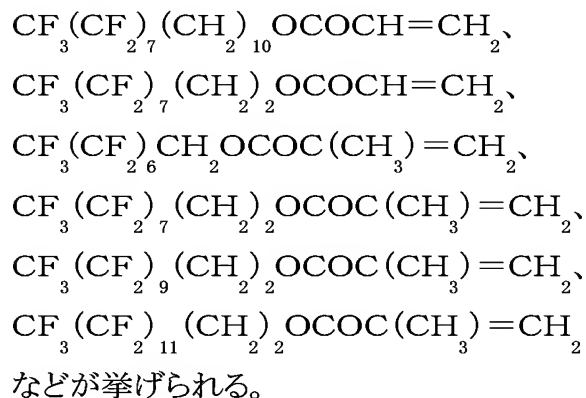 CF₃(CF₂)₇(CH₂)₁₀OCOCH=CH₂、
CF₃(CF₂)₇(CH₂)₂OCOCH=CH₂、
CF₃(CF₂)₆CH₂OCOC(CH₃)=CH₂、
CF₃(CF₂)₇(CH₂)₂OCOC(CH₃)=CH₂、
CF₃(CF₂)₉(CH₂)₂OCOC(CH₃)=CH₂、
CF₃(CF₂)₁₁(CH₂)₂OCOC(CH₃)=CH₂
などが挙げられる。